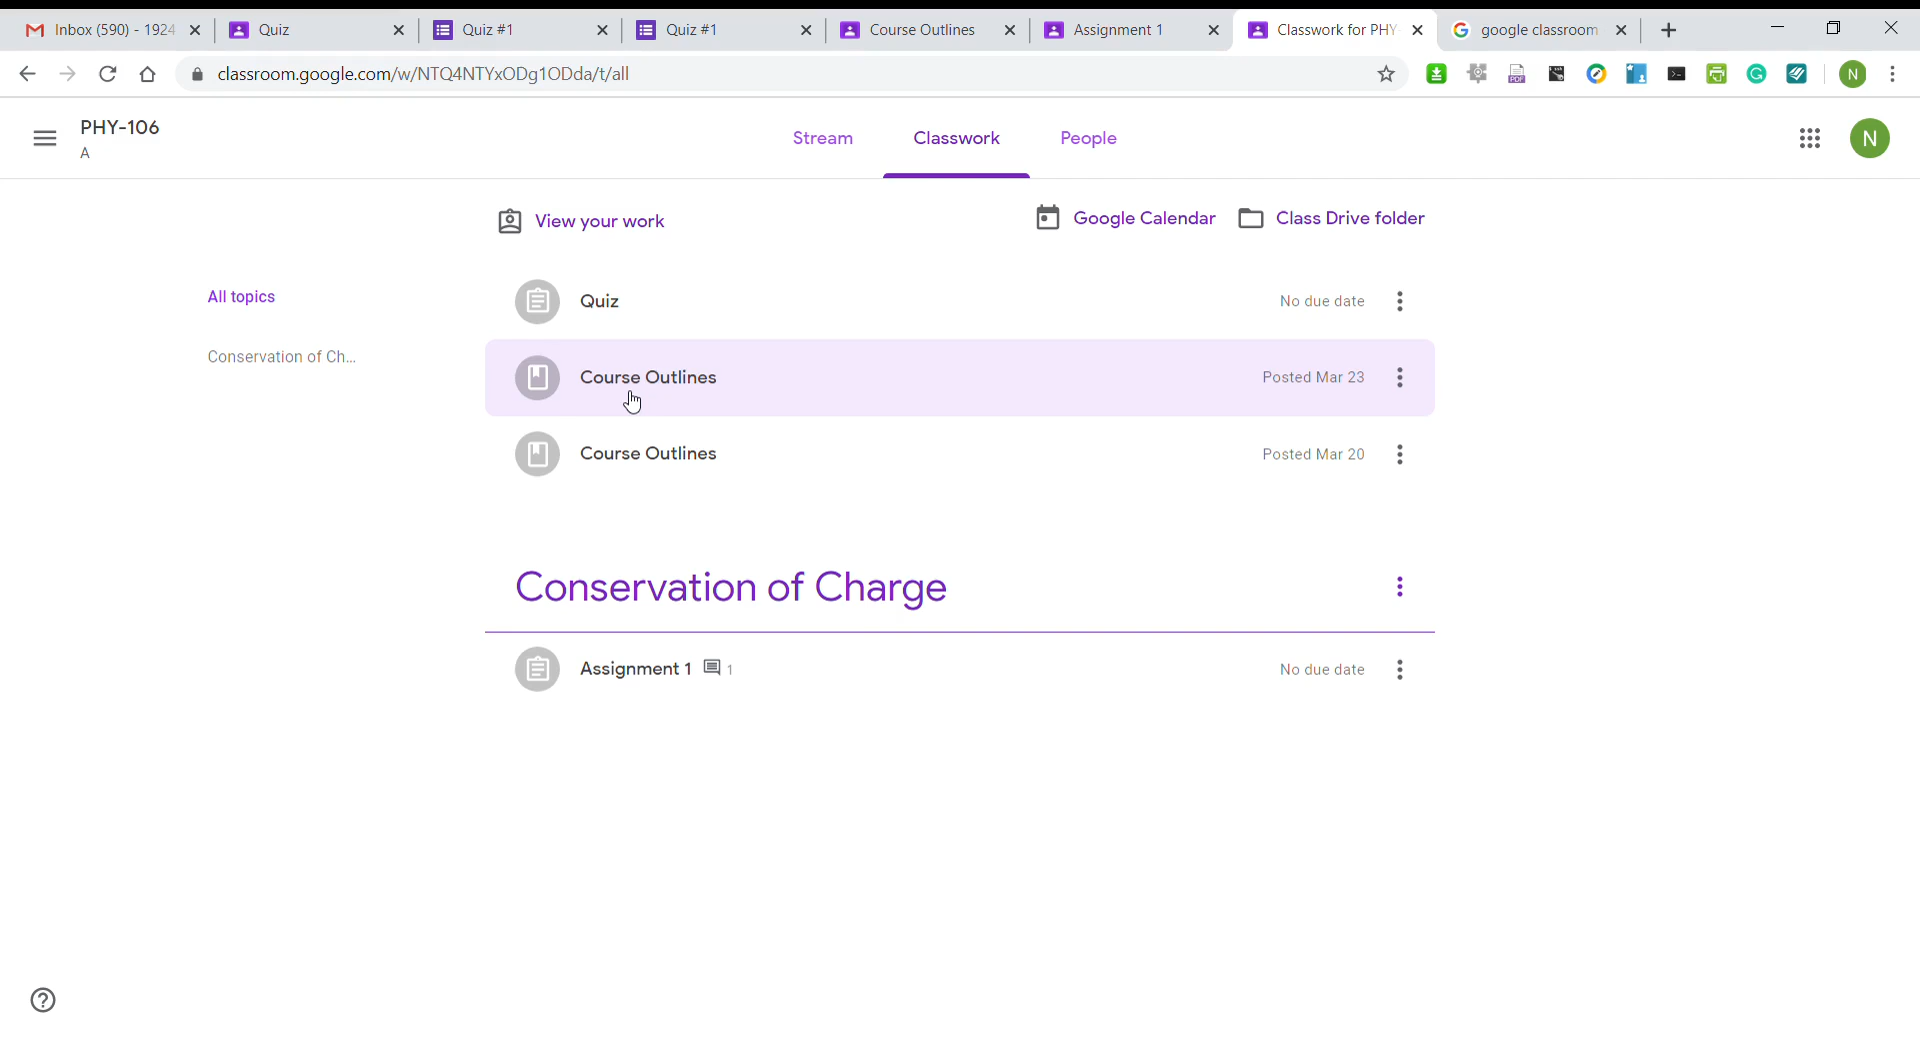 Inbox (590) - 1924
Quiz
Quiz #1
Quiz #1
Course Outlines
Assignment 1
Classwork for PHY
google classroom
classroom.google.com/w/NTQ4NTYxODg1ODda/t/all
PDF
N
PHY-106
A
Stream
Classwork
People
N
View your work
Google Calendar
Class Drive folder
All topics
Conservation of Ch...
Quiz
No due date
Course Outlines
Posted Mar 23
Course Outlines
Posted Mar 20
Conservation of Charge
Assignment 1
1
No due date